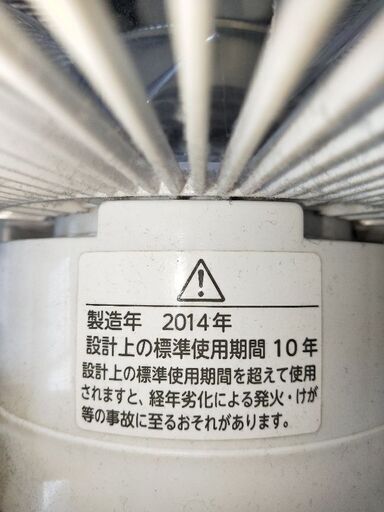 製造年 2014年
設計上の標準使用期間 10年
設計上の標準使用期間を超えて使用
されますと、経年劣化による発火・けが
等の事故に至るおそれがあります。